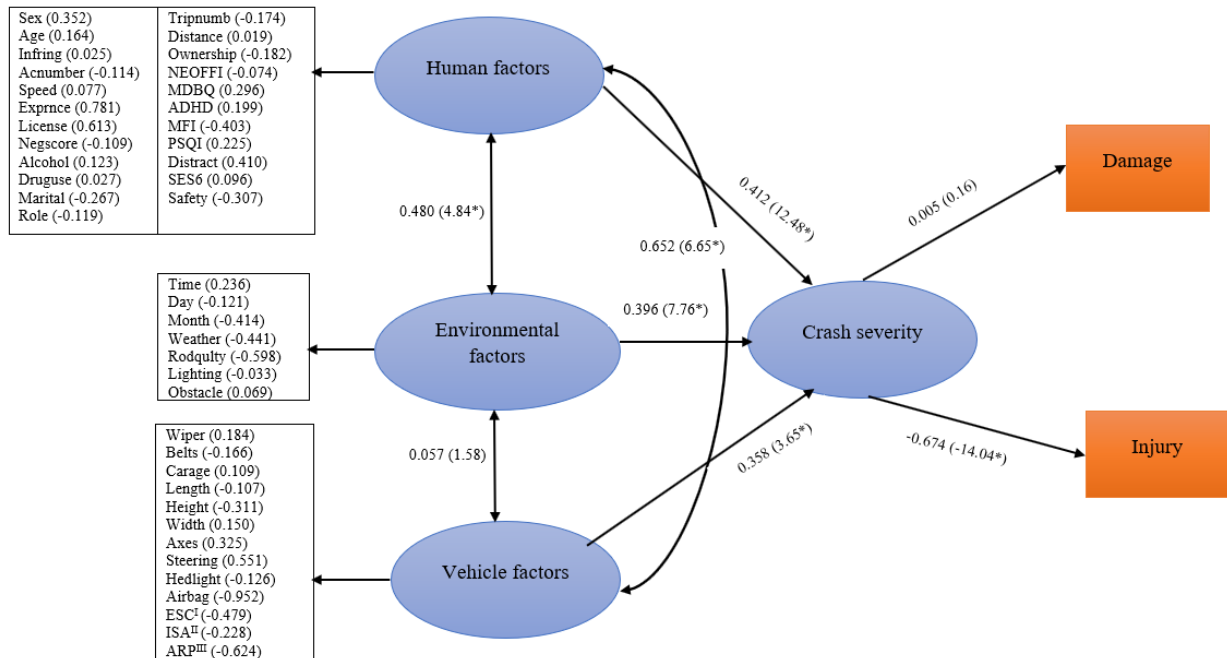 Sex (0.352)
Age (0.164)
Infring (0.025)
Acnumber (-0.114)
Speed (0.077)
Exprnce (0.781)
License (0.613)
Negscore (-0.109)
Alcohol (0.123)
Druguse (0.027)
Marital (-0.267)
Role (-0.119)
Tripnumb (-0.174)
Distance (0.019)
Ownership (-0.182)
NEOFFI (-0.074)
MDBQ (0.296)
ADHD (0.199)
MFI (-0.403)
PSQI (0.225)
Distract (0.410)
SES6 (0.096)
Safety (-0.307)
Human factors
0.480 (4.84*)
0.652 (6.65*)
0.412 (12.48*)
Time (0.236)
Day (-0.121)
Month (-0.414)
Weather (-0.441)
Rodqulty (-0.598)
Lighting (-0.033)
Obstacle (0.069)
Environmental
factors
0.396 (7.76*)
Crash severity
0.005 (0.16)
Damage
-0.674 (-14.04*)
Injury
0.057 (1.58)
0.358 (3.65*)
Wiper (0.184)
Belts (-0.166)
Carage (0.109)
Length (-0.107)
Height (-0.311)
Width (0.150)
Axes (0.325)
Steering (0.551)
Hedlight (-0.126)
Airbag (-0.952)
ESCᴵ (-0.479)
ISAᴵᴵ (-0.228)
ARPᴵᴵᴵ (-0.624)
Vehicle factors